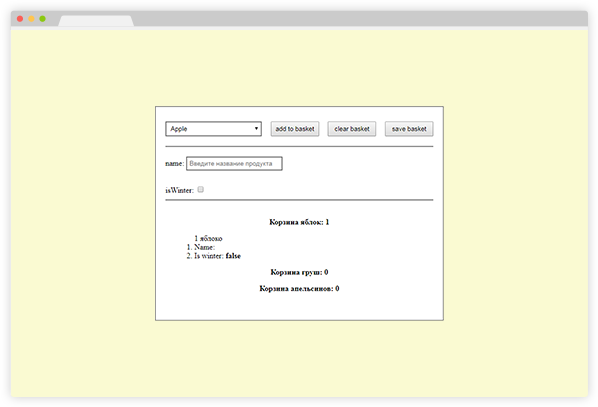 Apple add to basket clear basket save basket
name: Введите название продукта
isWinter:
Корзина яблок: 1
1 яблоко
1. Name:
2. Is winter: false
Корзина груш: 0
Корзина апельсинов: 0